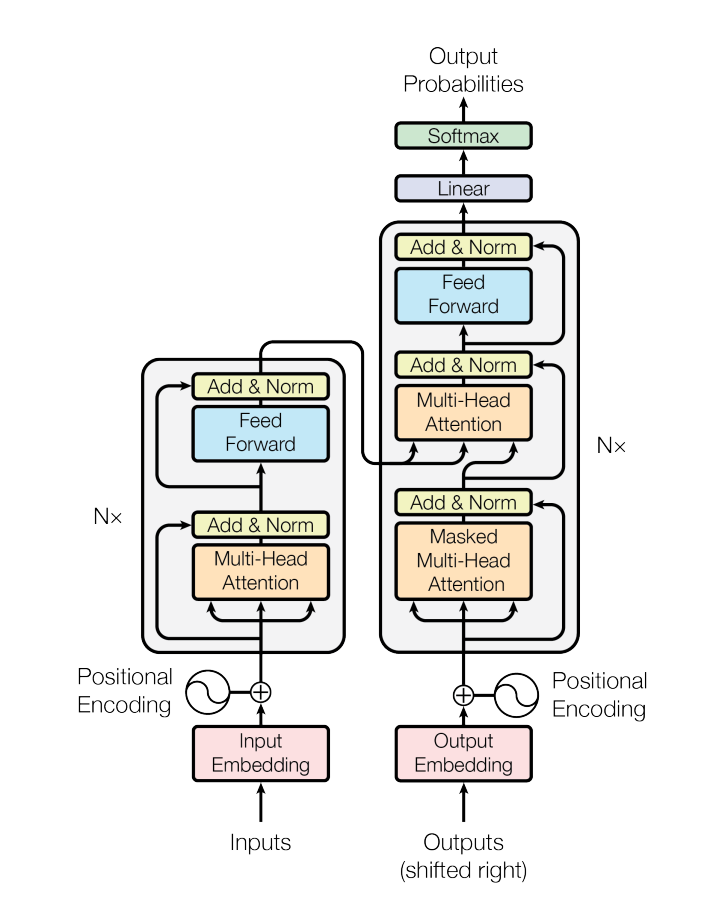 Output
Probabilities
Softmax
Linear
Add & Norm
Feed
Forward
Add & Norm
Multi-Head
Attention
Add & Norm
Masked
Multi-Head
Attention
N×
Add & Norm
Feed
Forward
Add & Norm
Multi-Head
Attention
N×
Positional
Encoding
Positional
Encoding
Input
Embedding
Output
Embedding
Inputs
Outputs
(shifted right)